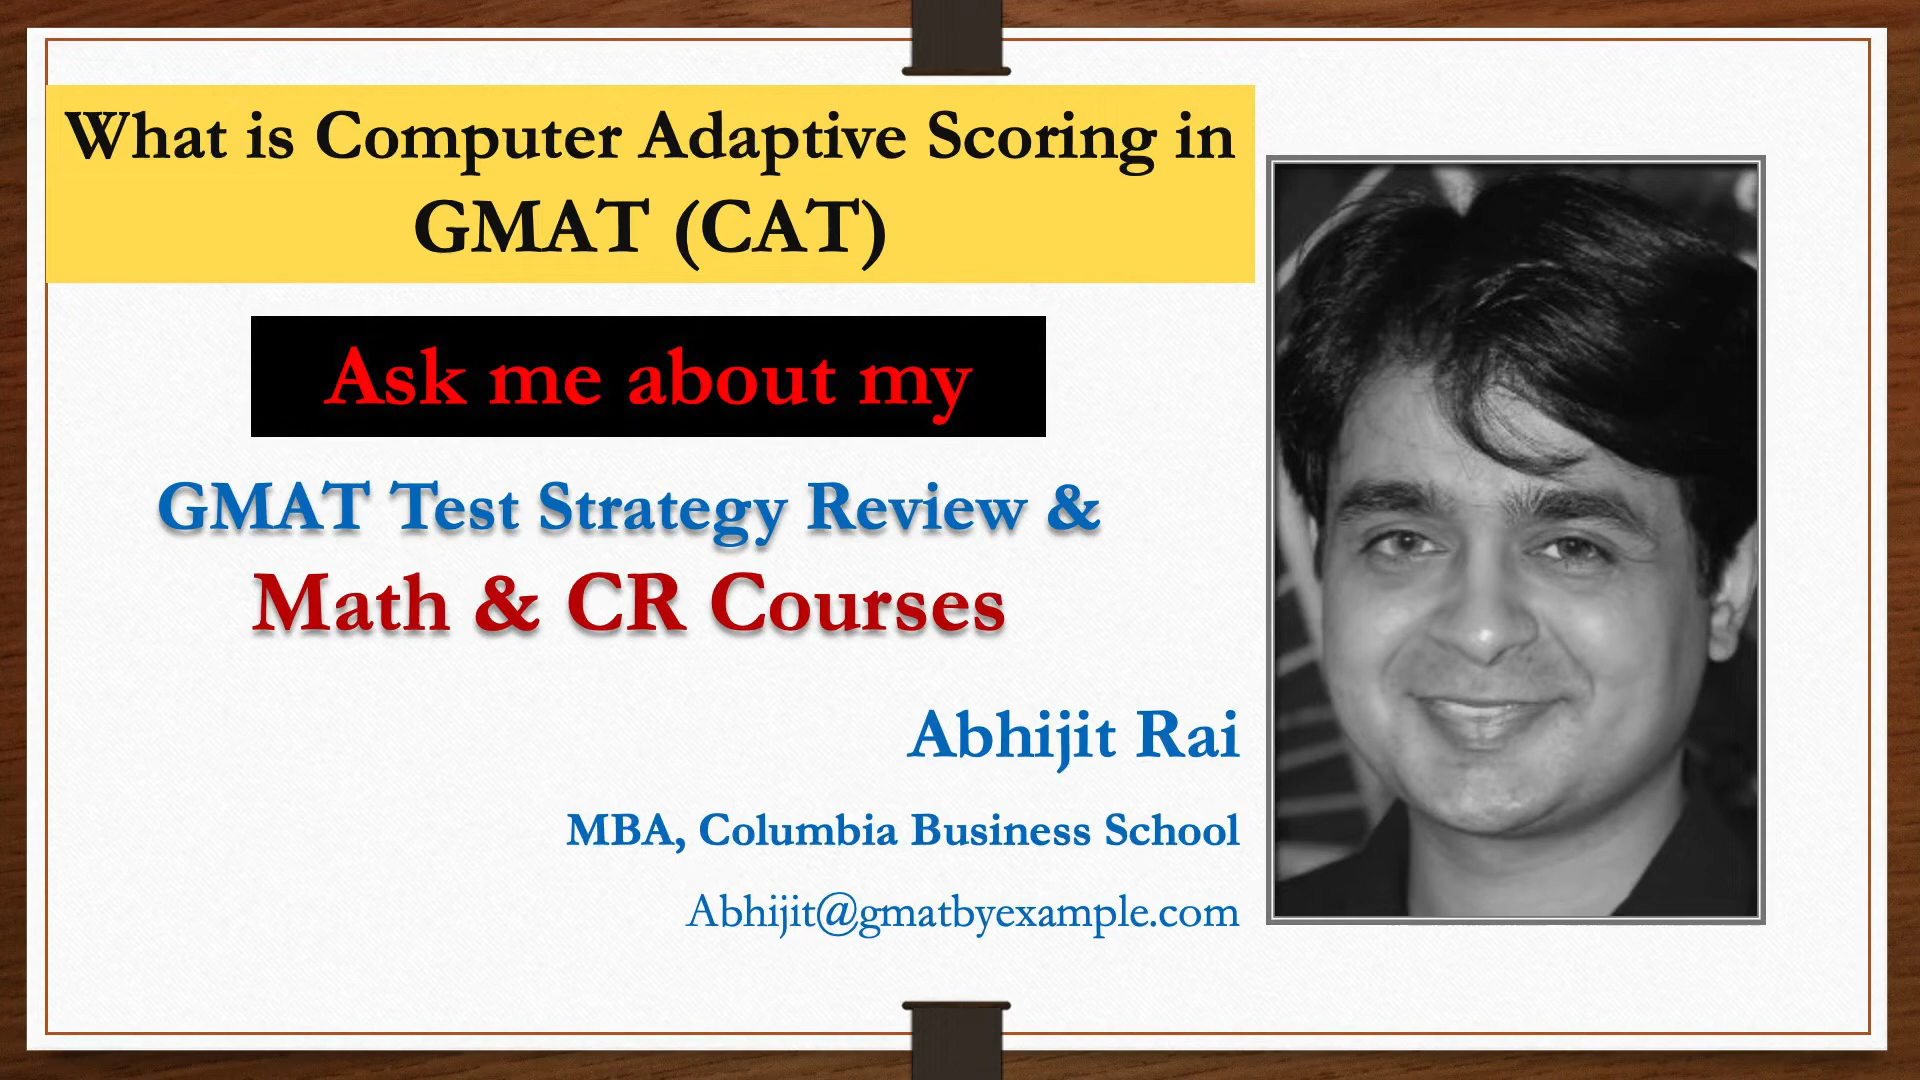 What is Computer Adaptive Scoring in
GMAT (CAT)
Ask me about my
GMAT Test Strategy Review &
Math & CR Courses
Abhijit Rai
MBA, Columbia Business School
Abhijit@gmatbyexample.com